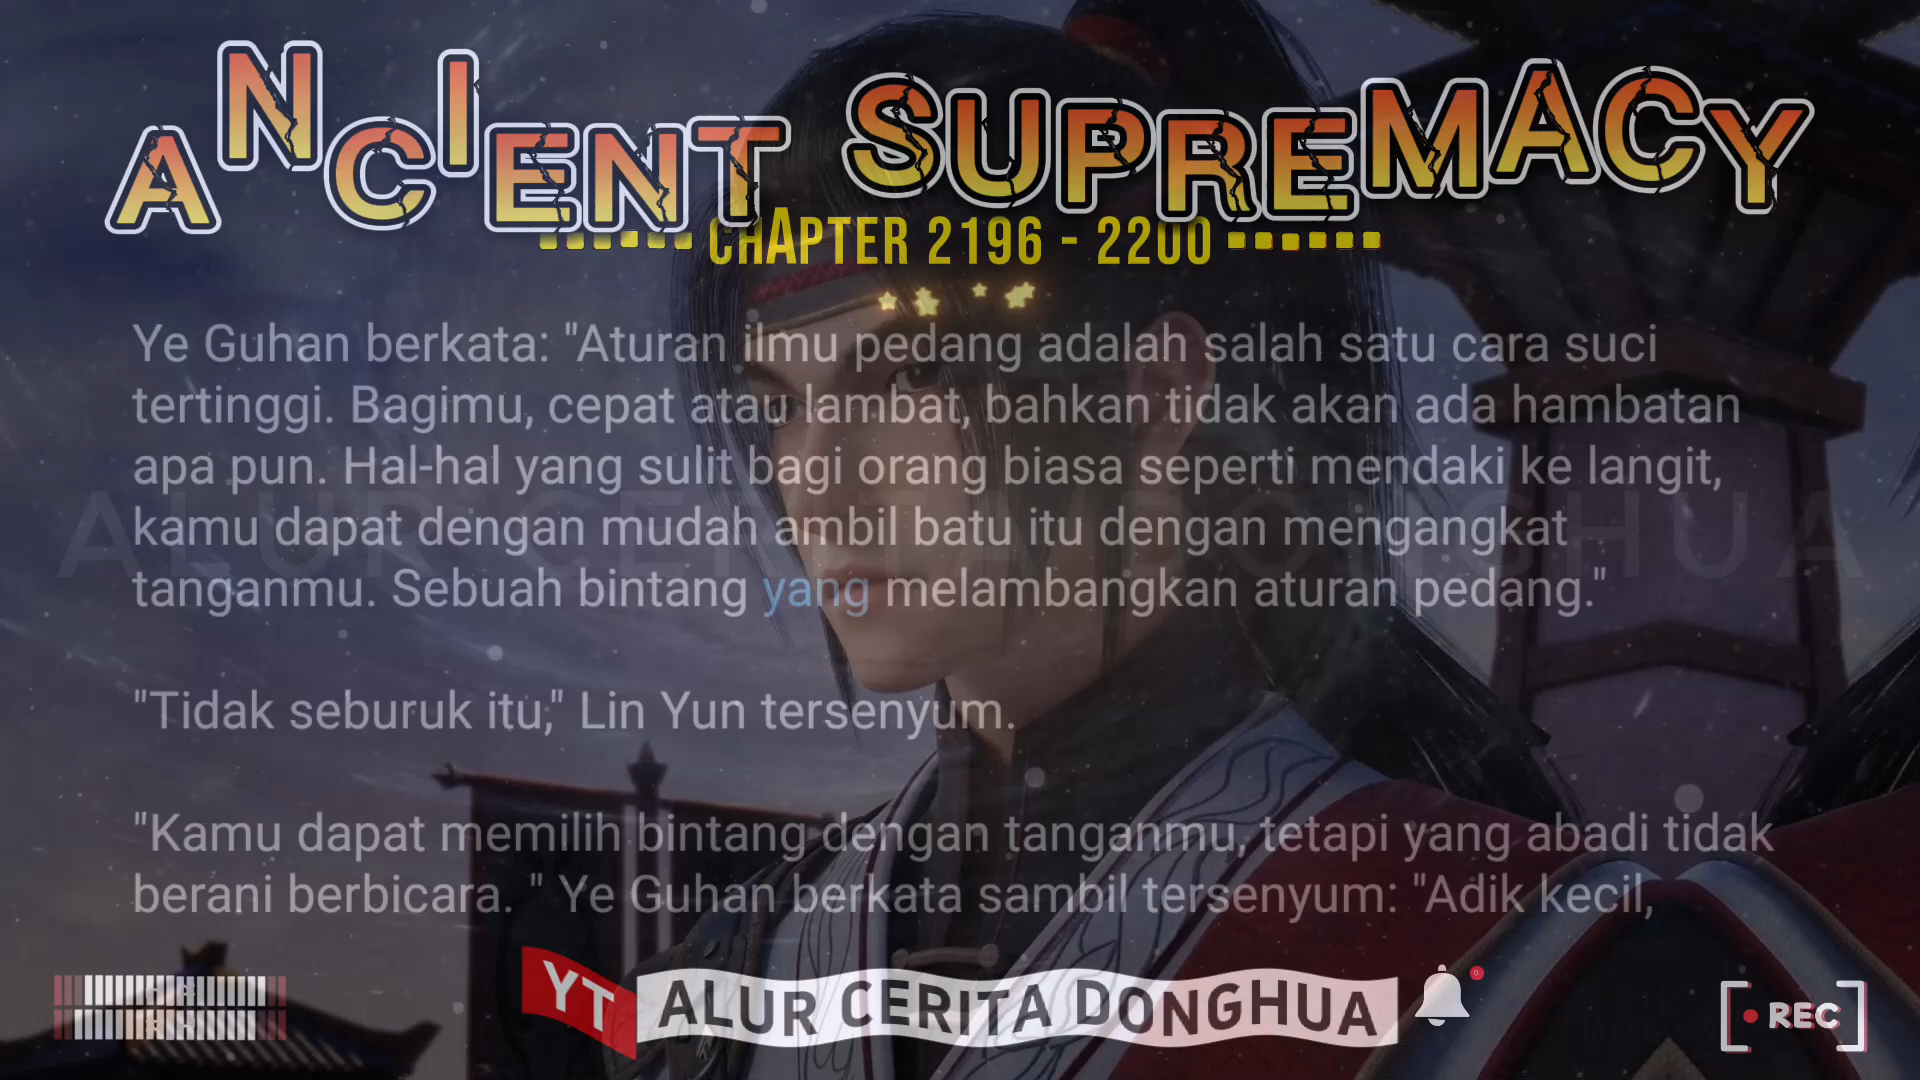 ANCIENT SUPREMACY
CHAPTER 2196 - 2200
Ye Guhan berkata: "Aturan ilmu pedang adalah salah satu cara suci
tertinggi. Bagimu, cepat atau lambat, bahkan tidak akan ada hambatan
apa pun. Hal-hal yang sulit bagi orang biasa seperti mendaki ke langit,
kamu dapat dengan mudah ambil batu itu dengan mengangkat
tanganmu. Sebuah bintang yang melambangkan aturan pedang."
"Tidak seburuk itu," Lin Yun tersenyum.
"Kamu dapat memilih bintang dengan tanganmu, tetapi yang abadi tidak
berani berbicara. " Ye Guhan berkata sambil tersenyum: "Adik kecil,
ALUR CERITA DONGHUA
YT ALUR CERITA DONGHUA
REC